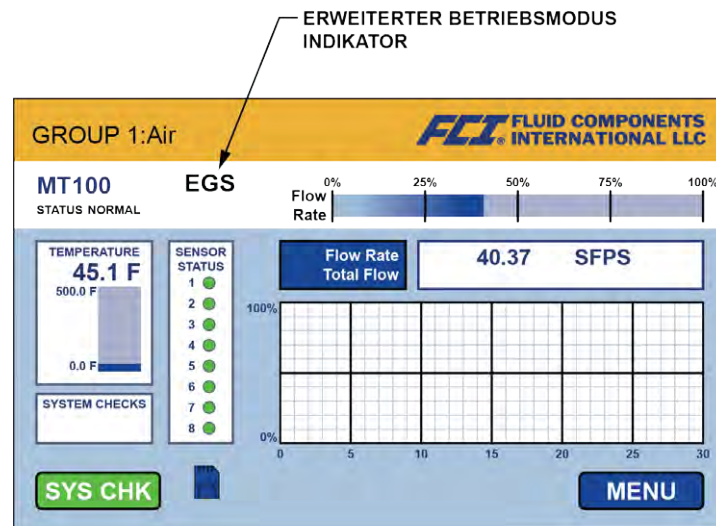 ERWEITERTER BETRIEBSMODUS
INDIKATOR
GROUP 1:Air
FCI® FLUID COMPONENTS
INTERNATIONAL LLC
MT100
STATUS NORMAL
EGS
Flow
Rate
0% 25% 50% 75% 100%
TEMPERATURE
45.1 F
500.0 F
0.0 F
SYSTEM CHECKS
SENSOR
STATUS
1
2
3
4
5
6
7
8
Flow Rate
Total Flow
40.37 SFPS
100%
0%
0 5 10 15 20 25 30
SYS CHK
MENU